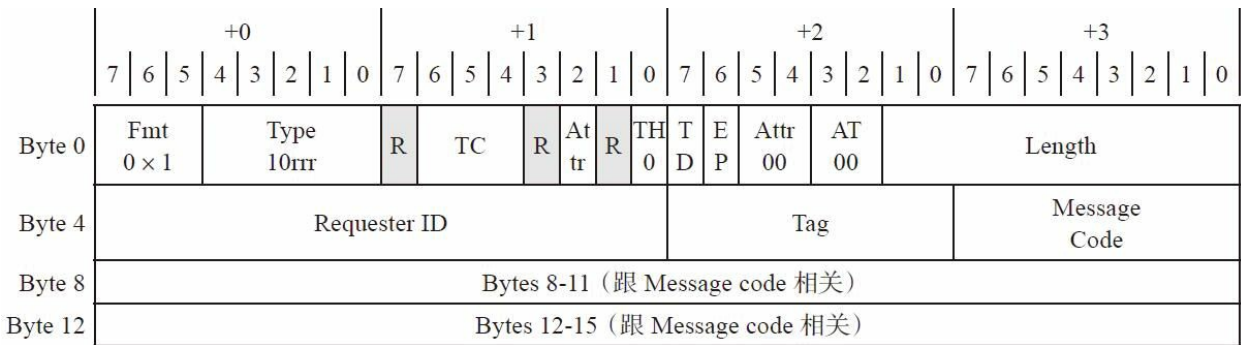 +0 +1 +2 +3
7 6 5 4 3 2 1 0 7 6 5 4 3 2 1 0 7 6 5 4 3 2 1 0 7 6 5 4 3 2 1 0
Byte 0
Fmt
0 × 1
Type
10rrr
R
TC
R
At
tr
R
TH
0
T
D
E
P
Attr
00
AT
00
Length
Byte 4
Requester ID
Tag
Message
Code
Byte 8
Bytes 8-11（跟 Message code 相关）
Byte 12
Bytes 12-15（跟 Message code 相关）